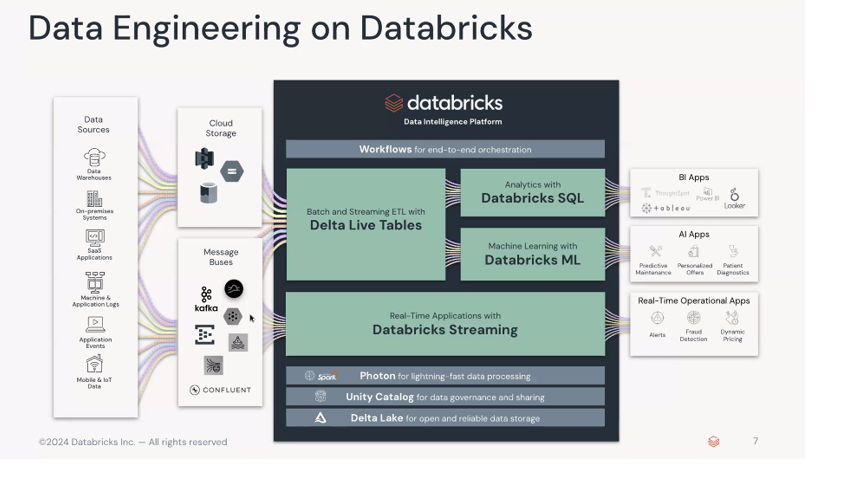 Data Engineering on Databricks
Data
Sources
Data
Warehouses
On-premises
Systems
SaaS
Applications
Machine &
Application Logs
Application
Events
Mobile & IoT
Data
Cloud
Storage
Message
Buses
kafka
CONFLUENT
databricks
Data Intelligence Platform
Workflows for end-to-end orchestration
Batch and Streaming ETL with
Delta Live Tables
Analytics with
Databricks SQL
Machine Learning with
Databricks ML
Real-Time Applications with
Databricks Streaming
Spark
Photon for lightning-fast data processing
Unity Catalog for data governance and sharing
Delta Lake for open and reliable data storage
BI Apps
ThoughtSpot
Power BI
Looker
+ableau
AI Apps
Predictive
Maintenance
Personalized
Offers
Patient
Diagnostics
Real-Time Operational Apps
Alerts
Fraud
Detection
Dynamic
Pricing
©2024 Databricks Inc. — All rights reserved
7